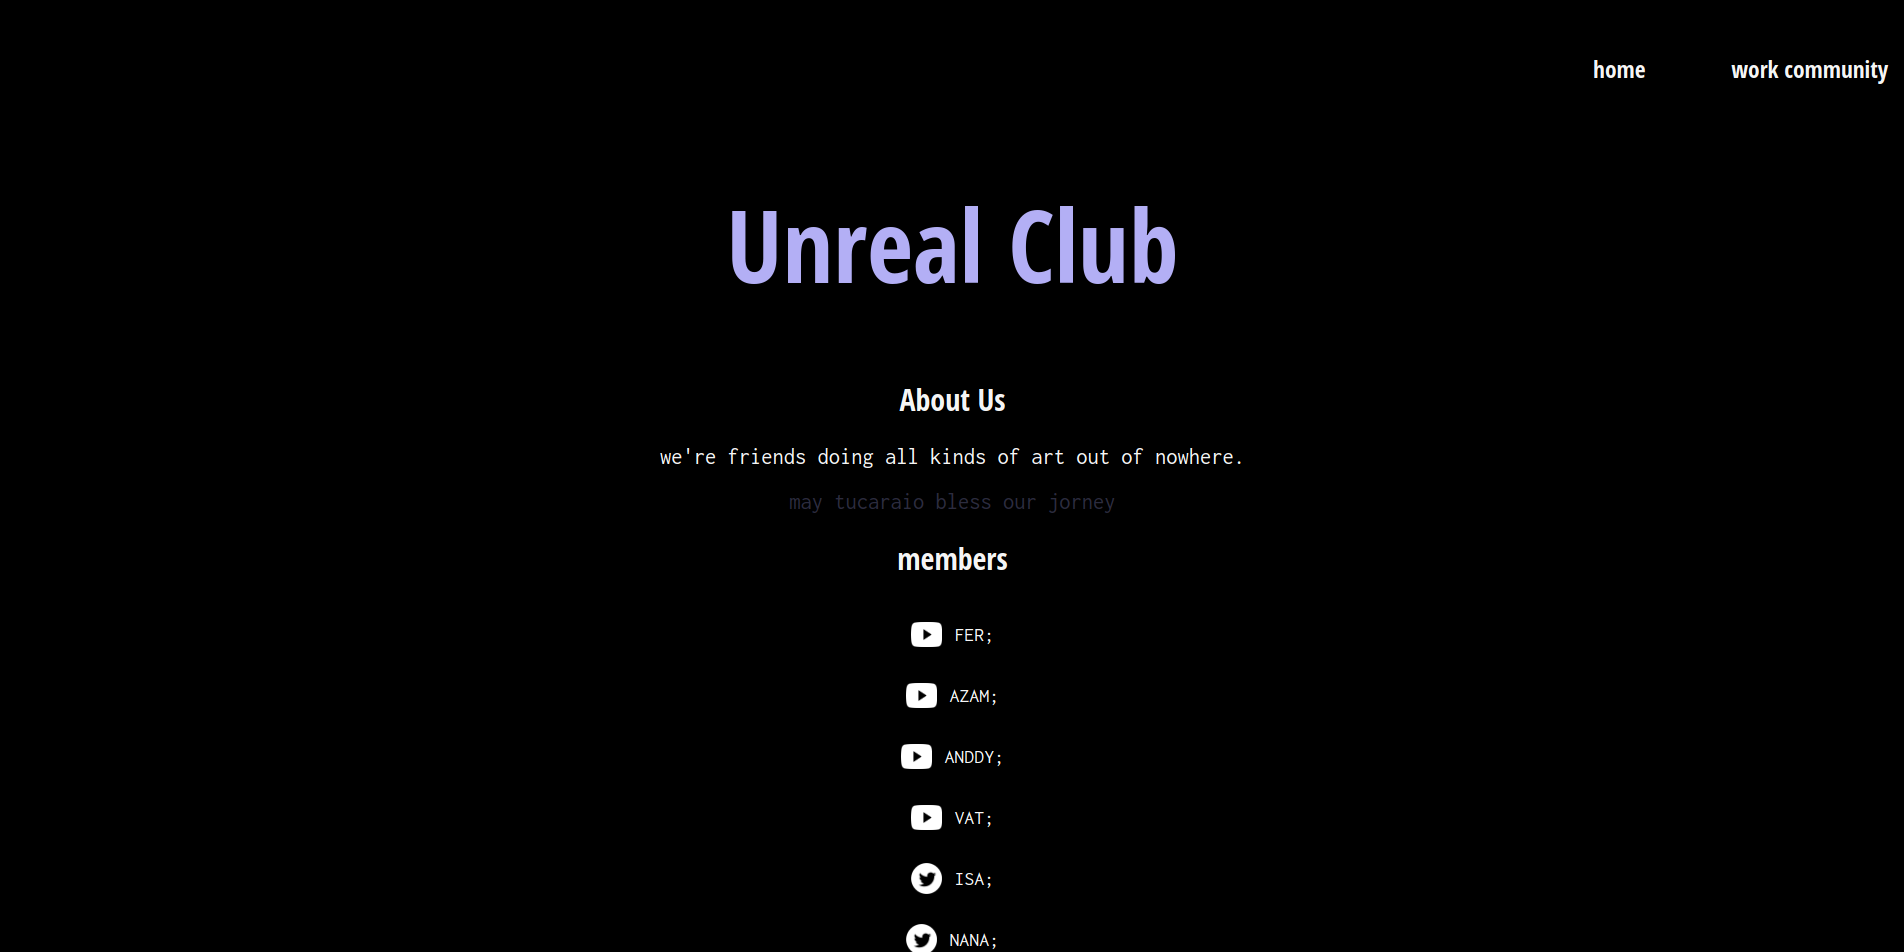 home work community
Unreal Club
About Us
we're friends doing all kinds of art out of nowhere.
may tucaraio bless our jorney
members
FER;
AZAM;
ANDDY;
VAT;
ISA;
NANA;